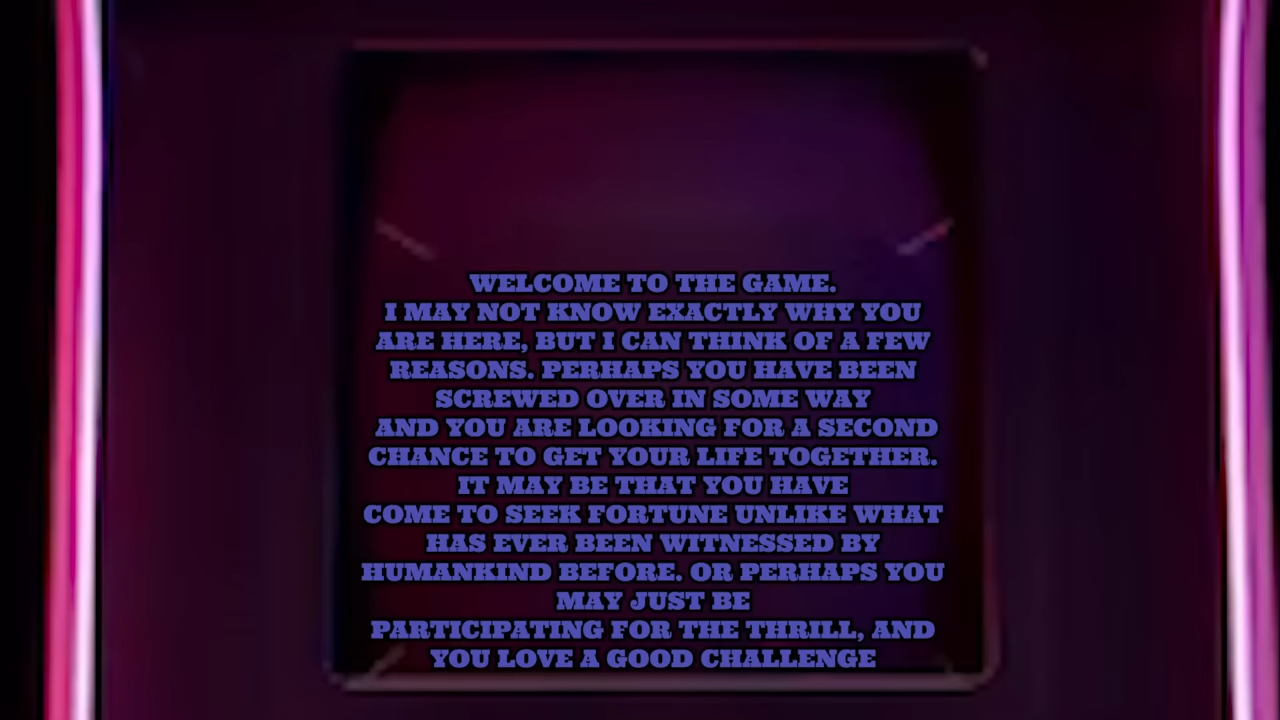 WELCOME TO THE GAME.
I MAY NOT KNOW EXACTLY WHY YOU
ARE HERE, BUT I CAN THINK OF A FEW
REASONS. PERHAPS YOU HAVE BEEN
SCREWED OVER IN SOME WAY
AND YOU ARE LOOKING FOR A SECOND
CHANCE TO GET YOUR LIFE TOGETHER.
IT MAY BE THAT YOU HAVE
COME TO SEEK FORTUNE UNLIKE WHAT
HAS EVER BEEN WITNESSED BY
HUMANKIND BEFORE. OR PERHAPS YOU
MAY JUST BE
PARTICIPATING FOR THE THRILL, AND
YOU LOVE A GOOD CHALLENGE